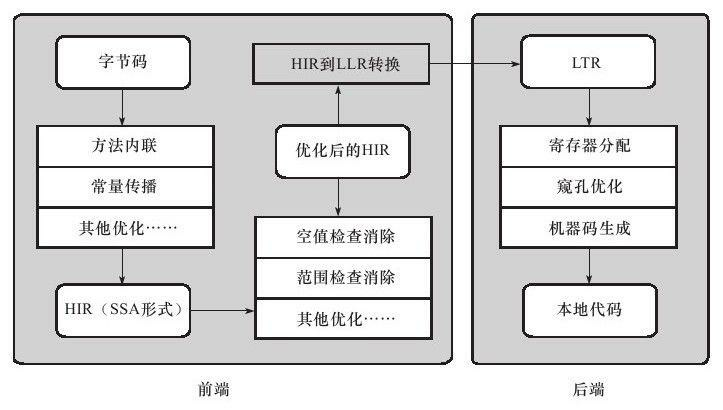 字节码
方法内联
常量传播
其他优化……
HIR（SSA形式）
HIR到LLR转换
优化后的HIR
空值检查消除
范围检查消除
其他优化……
前端
LTR
寄存器分配
窥孔优化
机器码生成
本地代码
后端